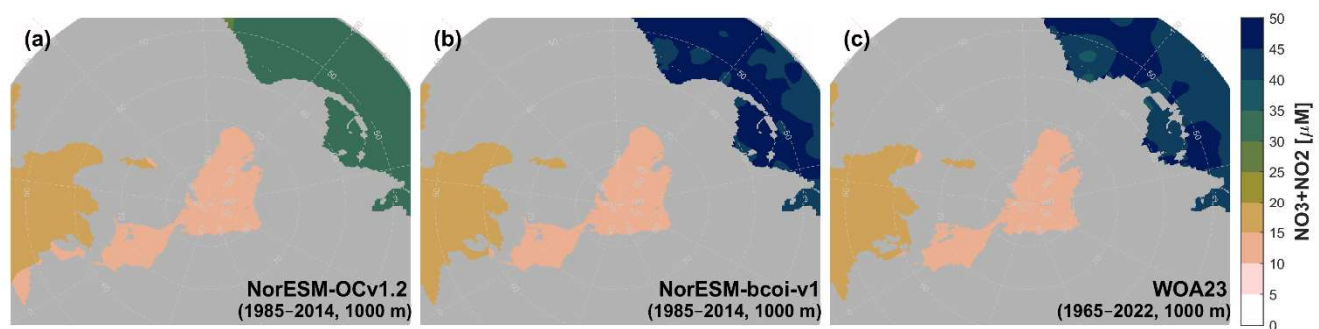 (a)
NorESM-OCv1.2
(1985–2014, 1000 m)
(b)
NorESM-bcoi-v1
(1985–2014, 1000 m)
(c)
WOA23
(1965–2022, 1000 m)
50
45
40
35
30
25
20
15
10
5
0
NO3+NO2 [μM]